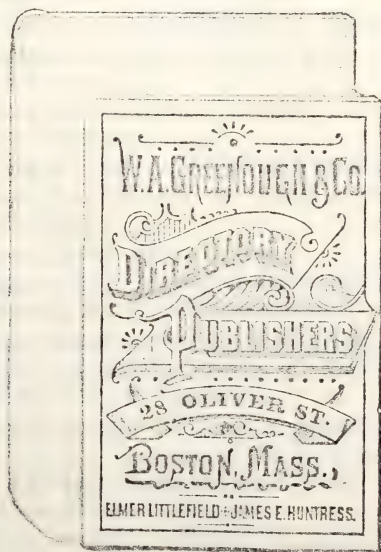 W. A. GREENOUGH & CO.
DIRECTORY
PUBLISHERS
28 OLIVER ST.
BOSTON, MASS.,
ELMER LITTLEFIELD. JAMES E. HUNTRESS.